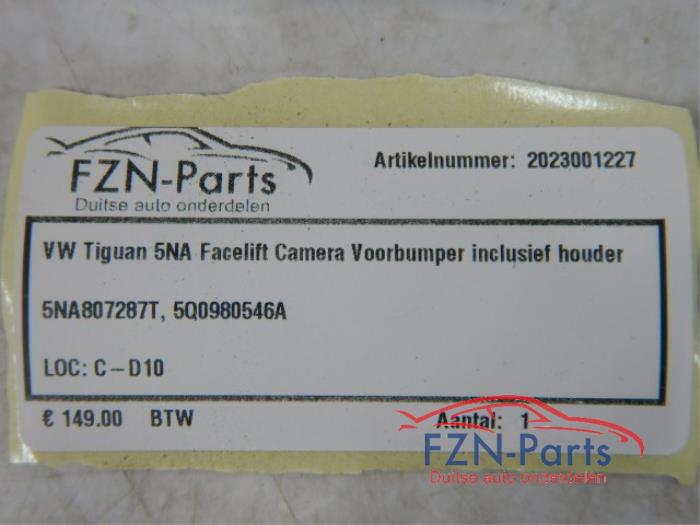 FZN-Parts
Duitse auto onderdelen
Artikelnummer: 2023001227
VW Tiguan 5NA Facelift Camera Voorbumper inclusief houder
5NA807287T, 5Q0980546A
LOC: C-D10
€ 149.00 BTW
Aantal: 1
FZN-Parts
Duitse auto onderdelen